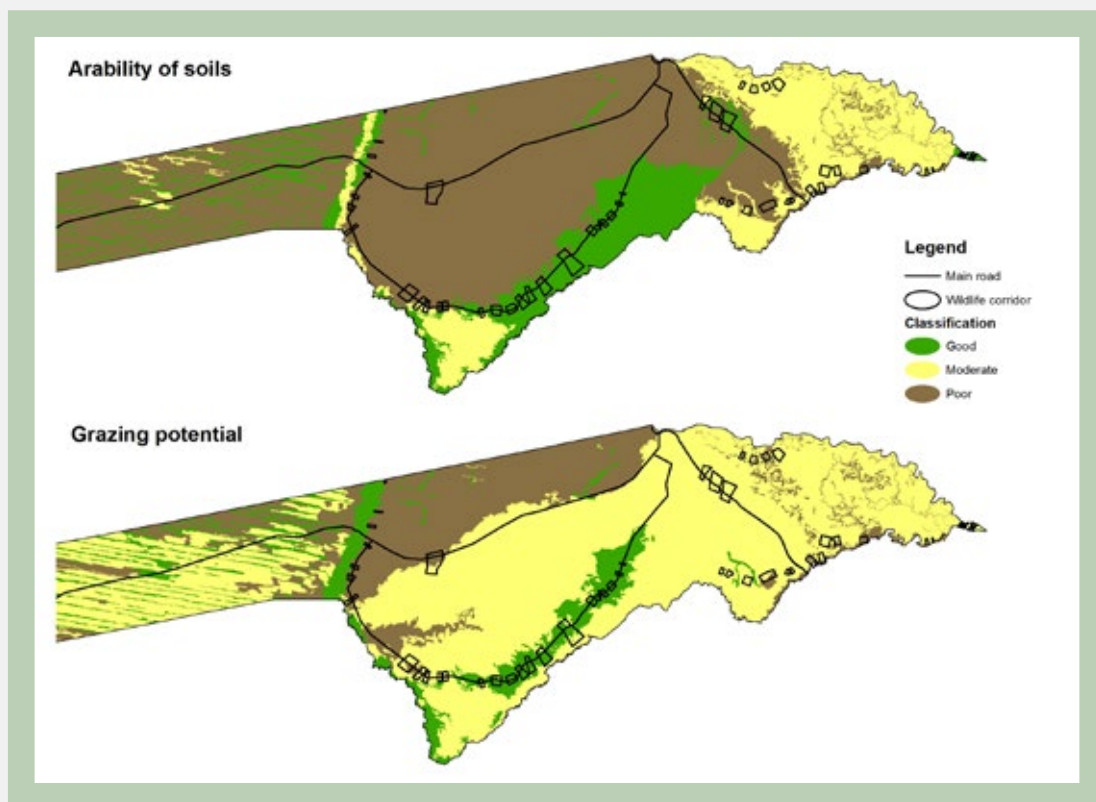 Arability of soils
Legend
Main road
Wildlife corridor
Classification
Good
Moderate
Poor
Grazing potential